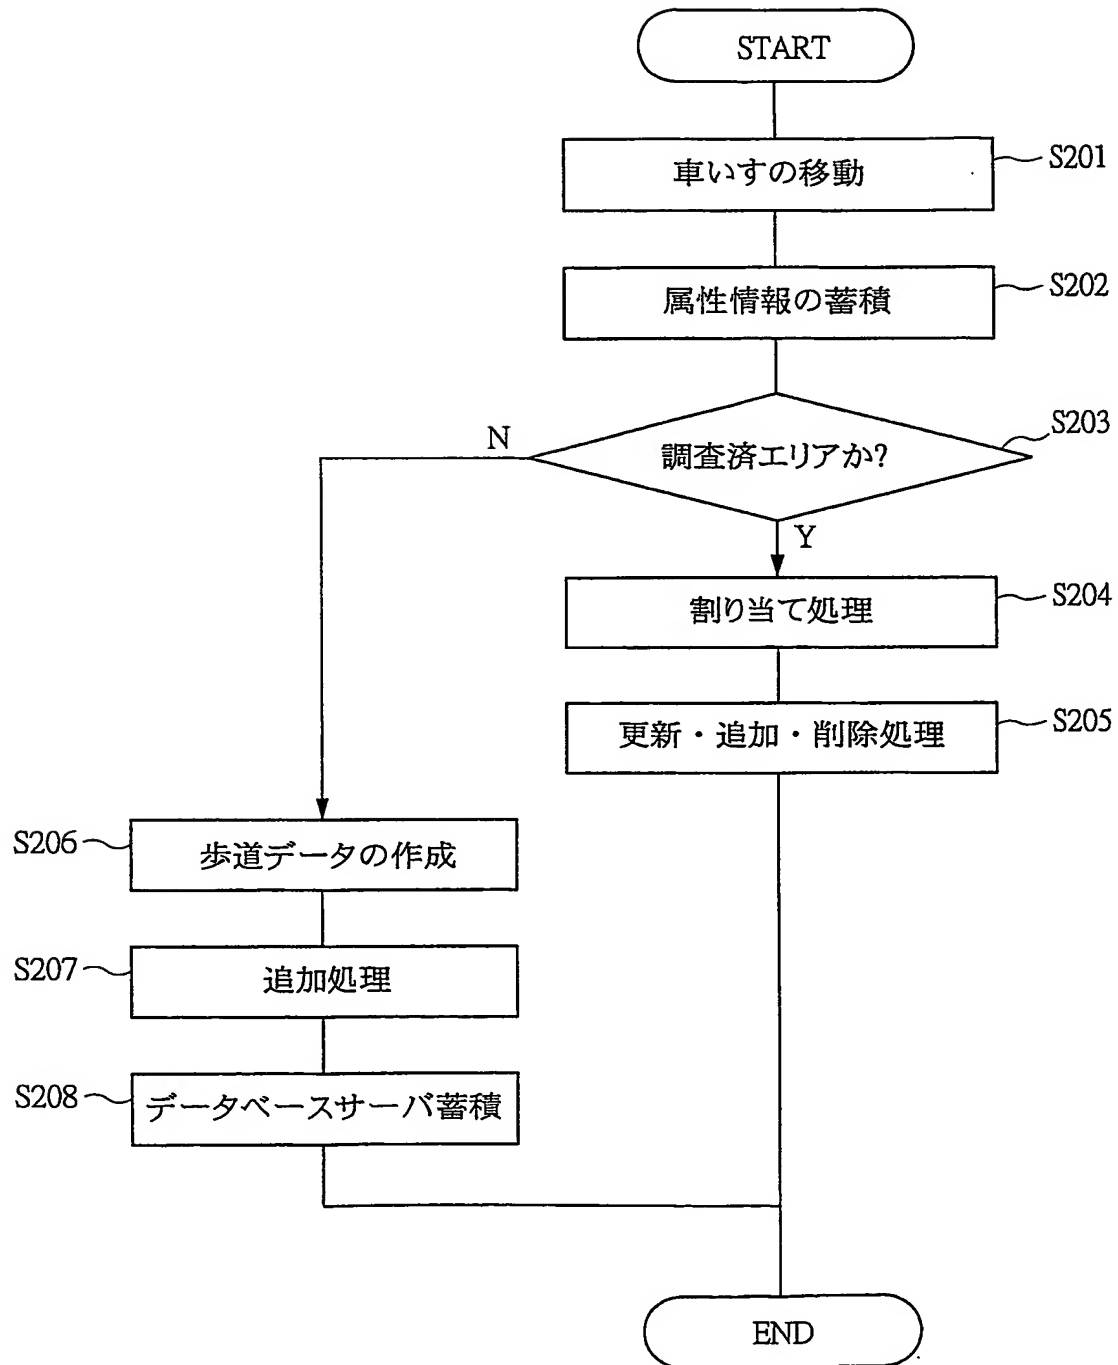 START
車いすの移動
S201
属性情報の蓄積
S202
調査済エリアか?
S203
N
Y
割り当て処理
S204
更新・追加・削除処理
S205
S206
歩道データの作成
S207
追加処理
S208
データベースサーバ蓄積
END